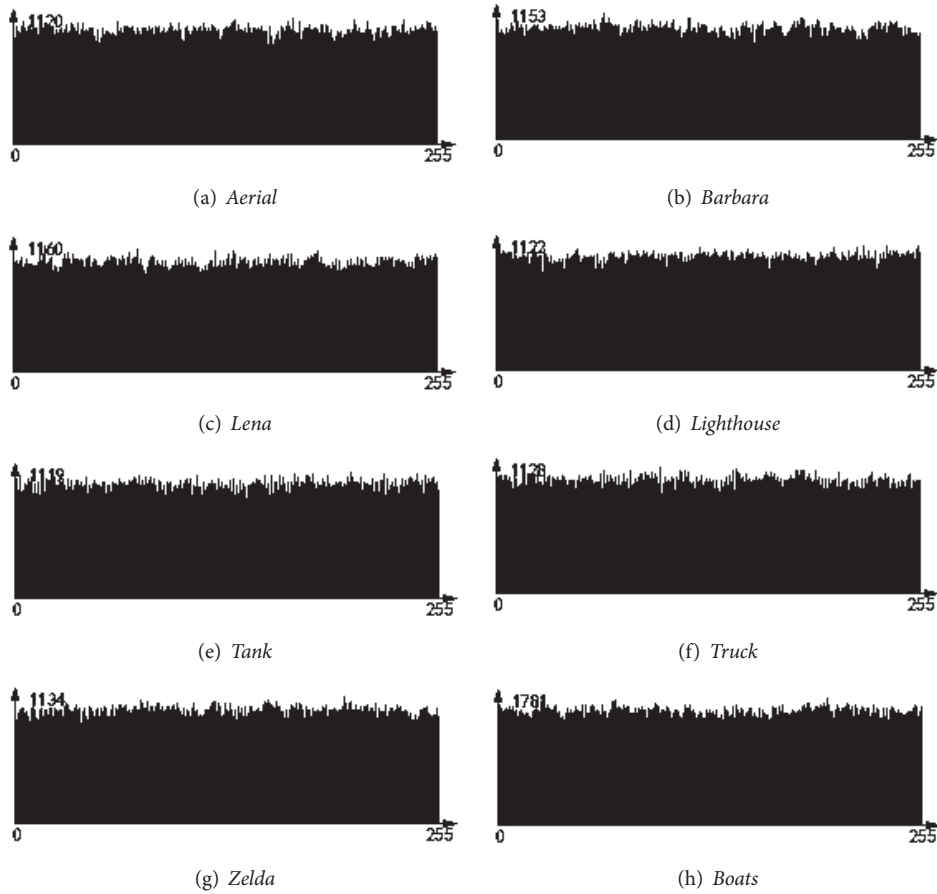 1120
0 255
(a) Aerial
1153
0 255
(b) Barbara
1160
0 255
(c) Lena
1122
0 255
(d) Lighthouse
1119
0 255
(e) Tank
1128
0 255
(f) Truck
1134
0 255
(g) Zelda
1781
0 255
(h) Boats